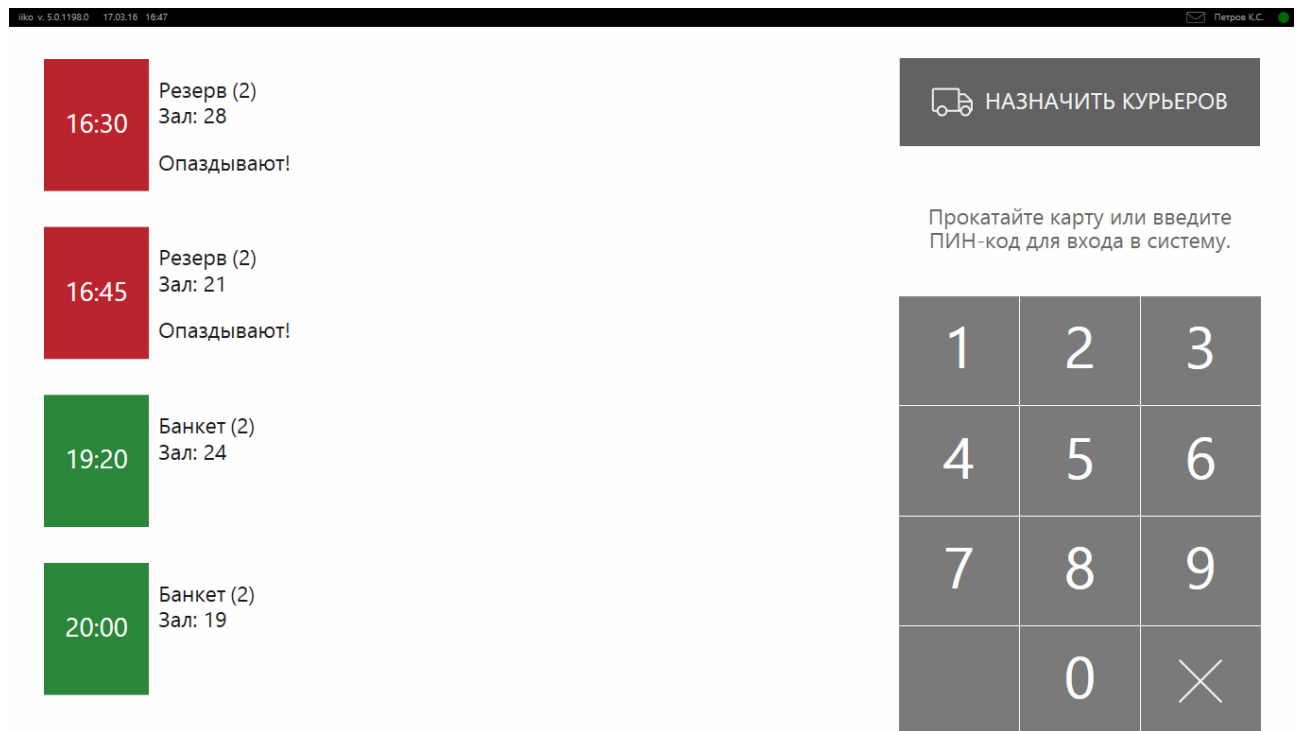 iiko v. 5.0.1198.0 17.03.16 16:47
Петров К.С.
16:30
Резерв (2)
Зал: 28
Опаздывают!
16:45
Резерв (2)
Зал: 21
Опаздывают!
19:20
Банкет (2)
Зал: 24
20:00
Банкет (2)
Зал: 19
НАЗНАЧИТЬ КУРЬЕРОВ
Прокатайте карту или введите
ПИН-код для входа в систему.
1 2 3
4 5 6
7 8 9
0